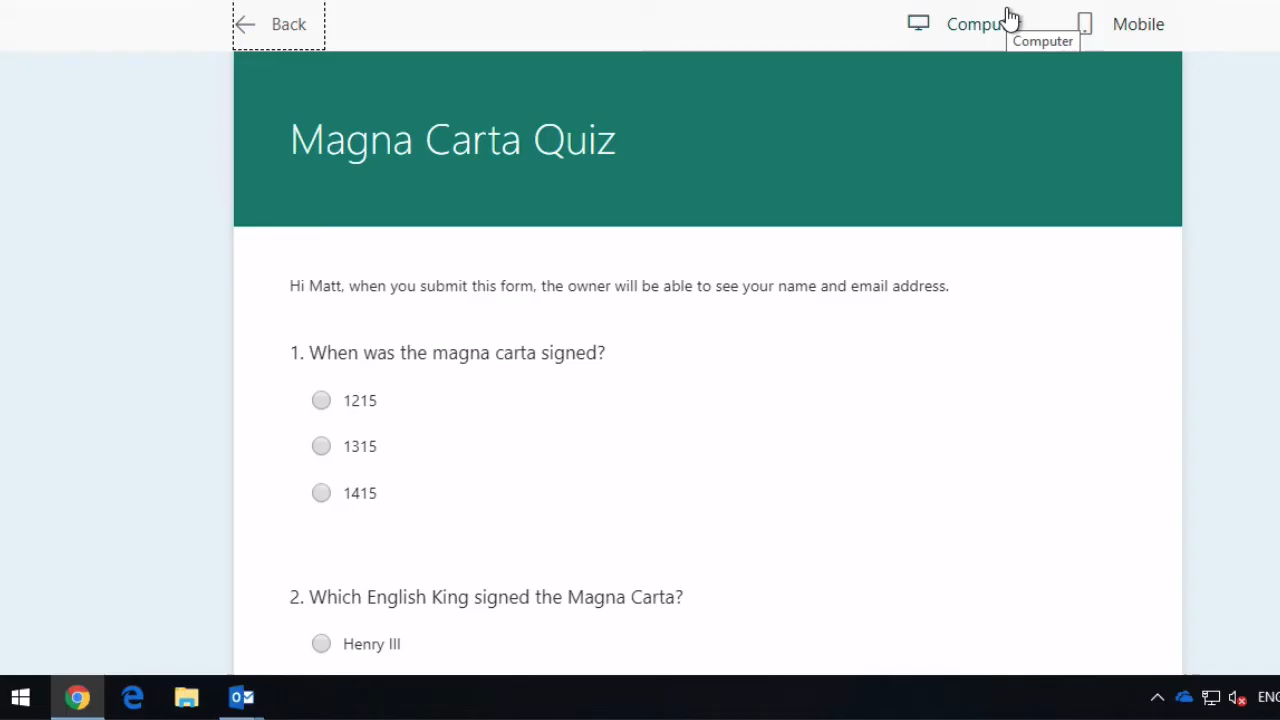 Back
Compu
Mobile
Computer
Magna Carta Quiz
Hi Matt, when you submit this form, the owner will be able to see your name and email address.
1. When was the magna carta signed?
1215
1315
1415
2. Which English King signed the Magna Carta?
Henry III
ENG